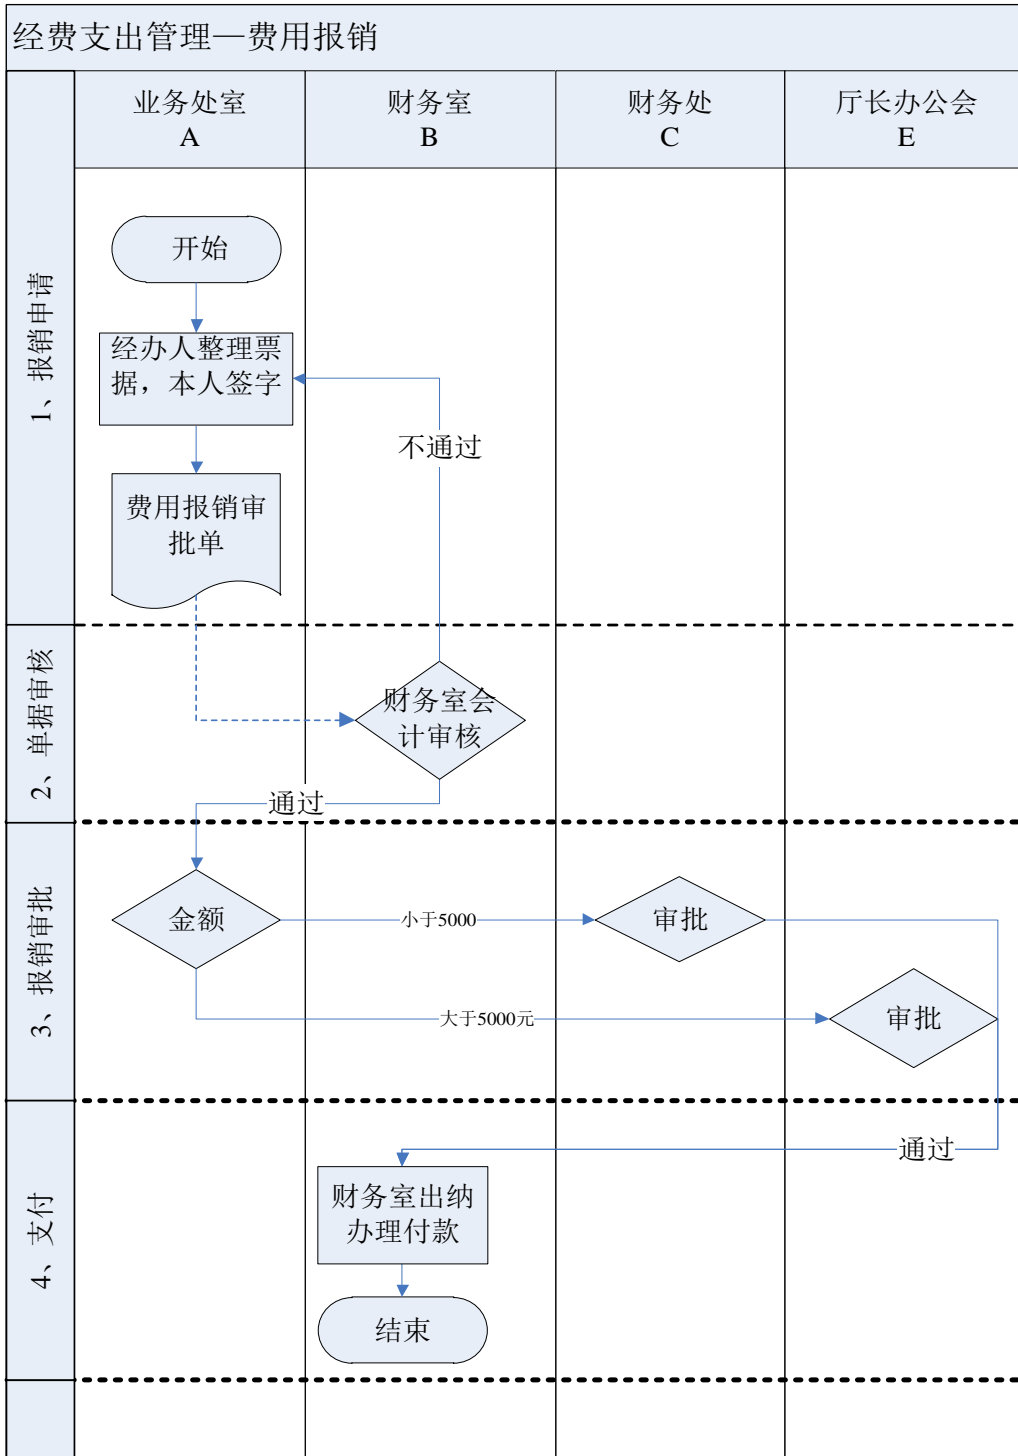 经费支出管理—费用报销
业务处室
A
财务室
B
财务处
C
厅长办公会
E
1、报销申请
开始
经办人整理票
据，本人签字
不通过
费用报销审
批单
2、单据审核
财务室会
计审核
通过
3、报销审批
金额
小于5000
审批
大于5000元
审批
4、支付
通过
财务室出纳
办理付款
结束